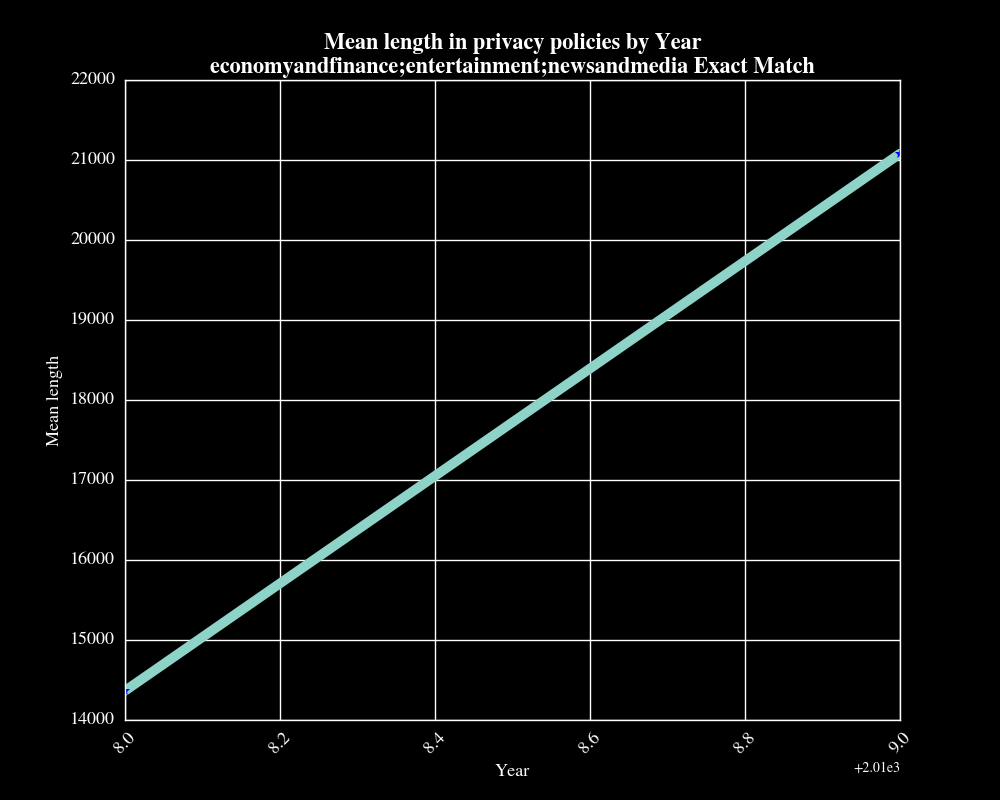 Mean length in privacy policies by Year
economyandfinance;entertainment;newsandmedia Exact Match
22000
21000
20000
19000
18000
17000
16000
15000
14000
Mean length
8.0 8.2 8.4 8.6 8.8 9.0
Year
+2.01e3